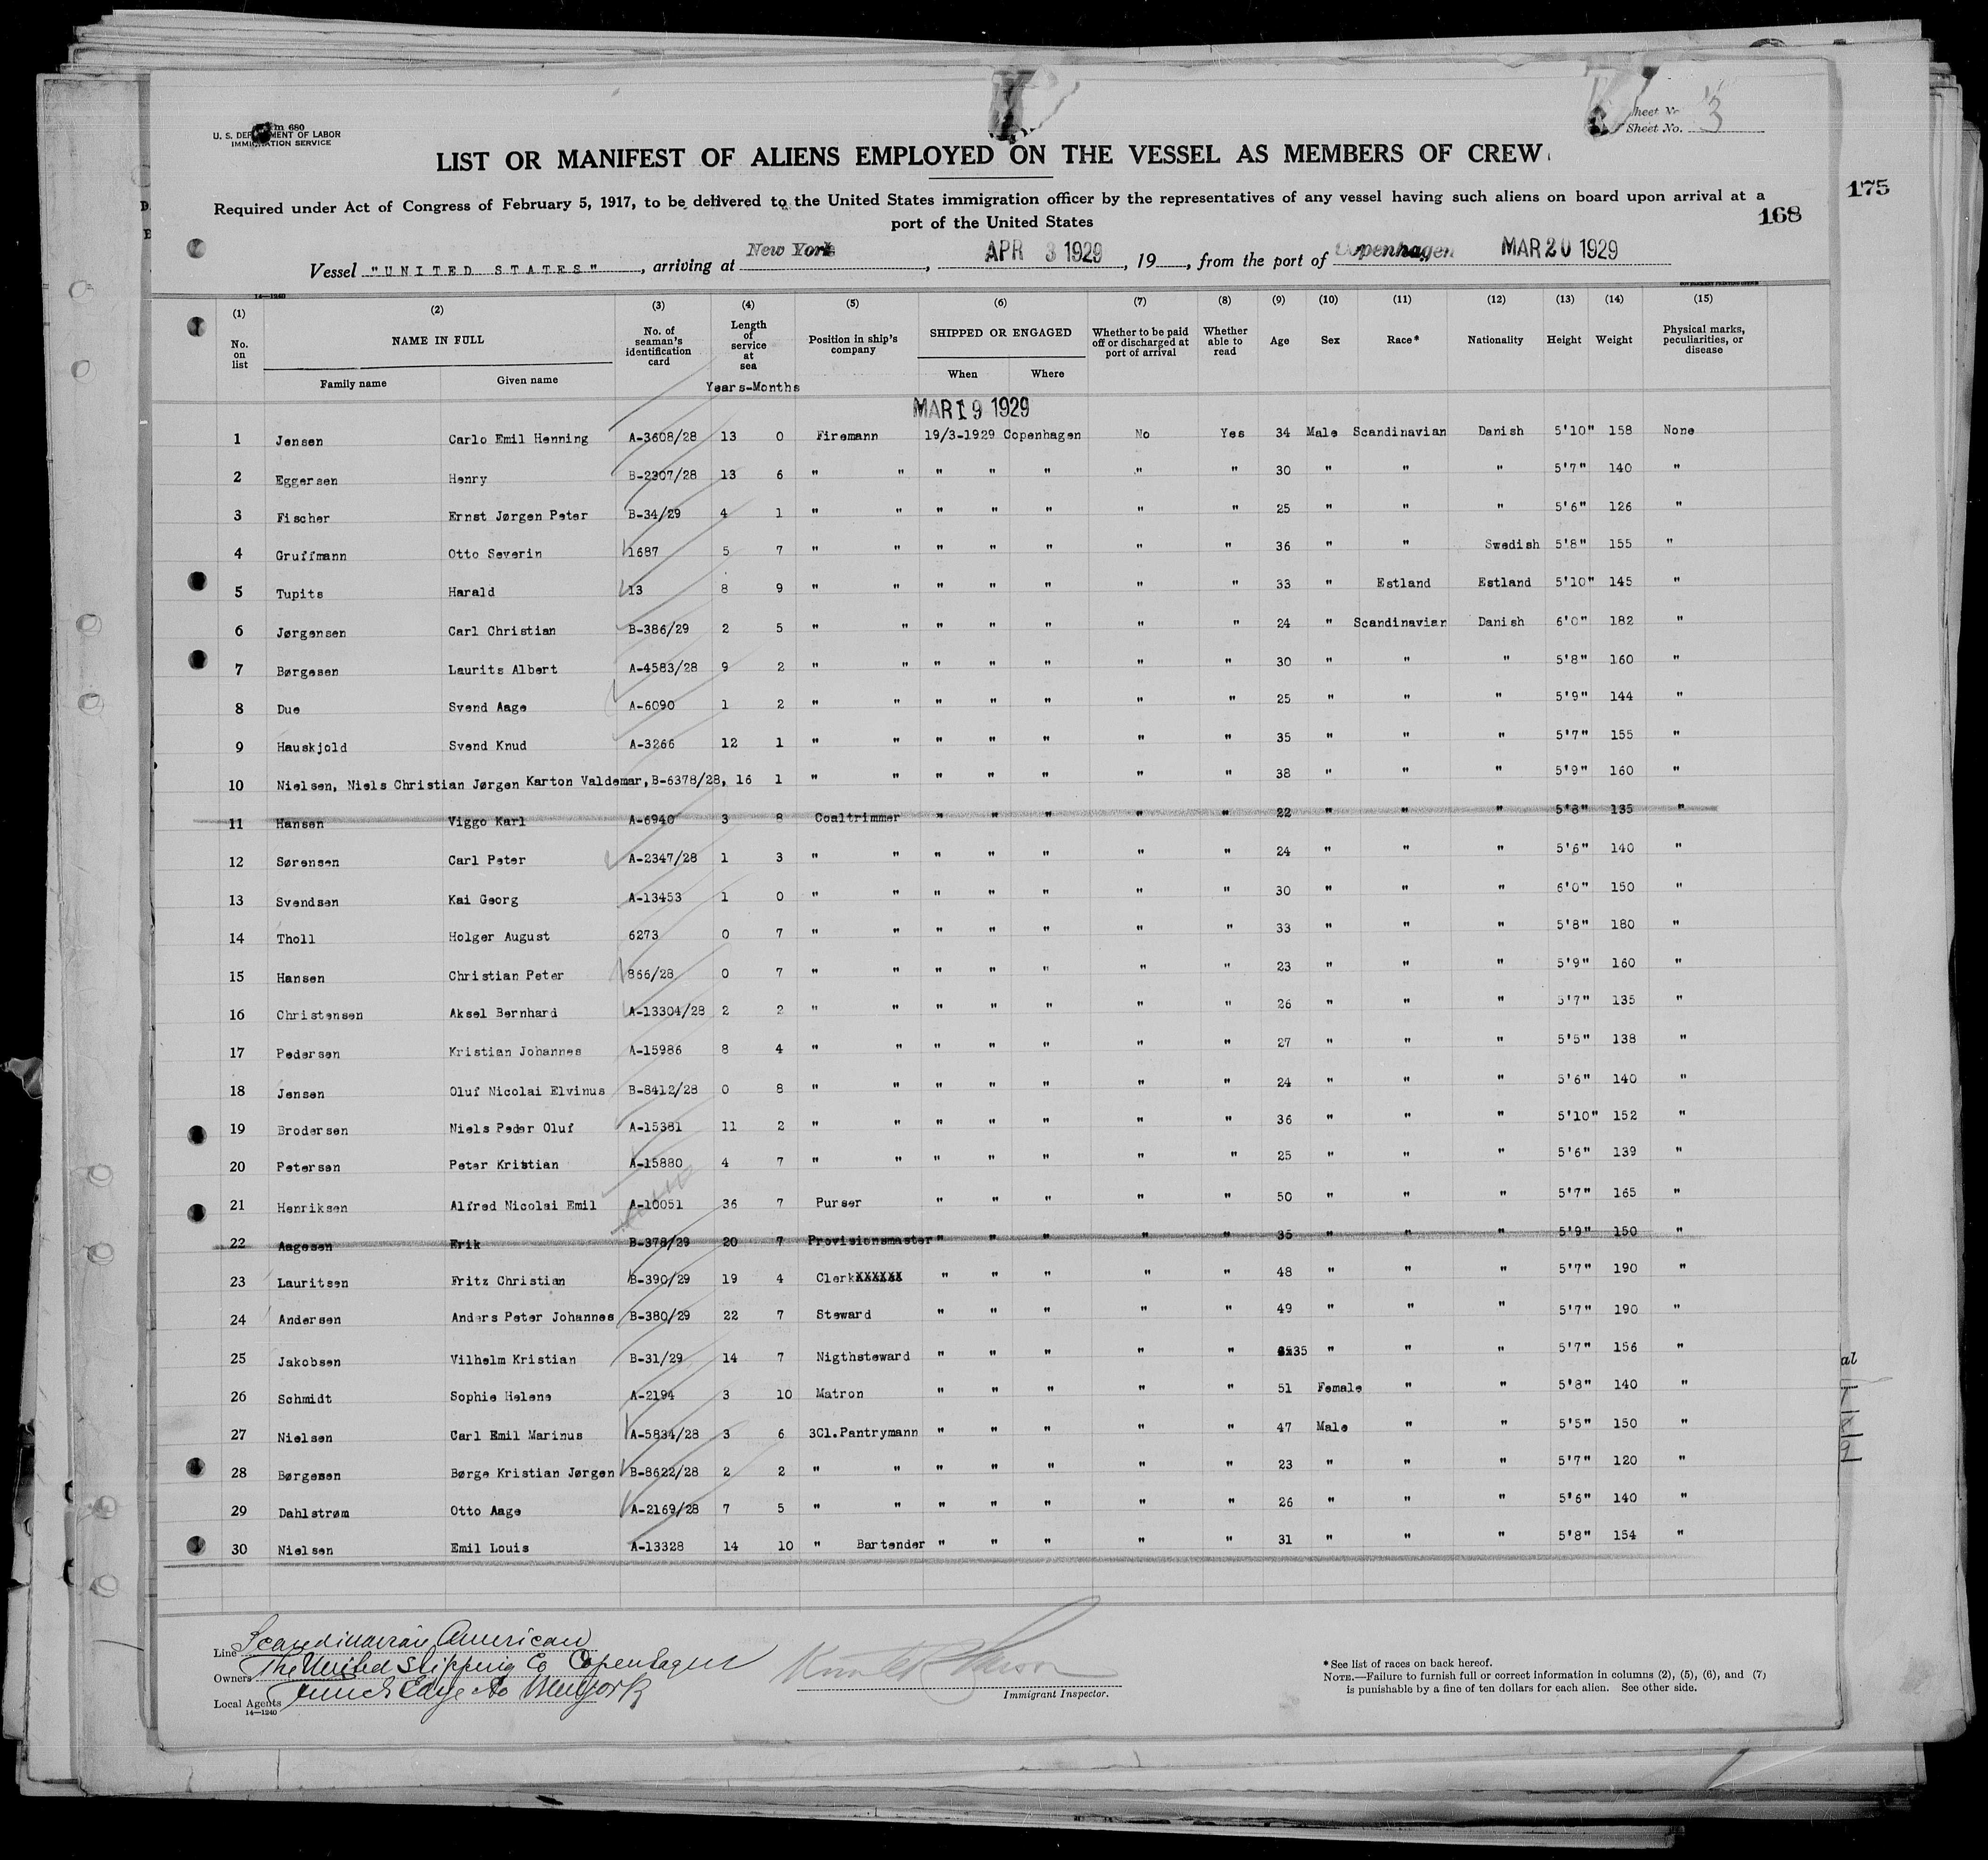 Form 680
U. S. DEPARTMENT OF LABOR
IMMIGRATION SERVICE
Sheet No.
Sheet No. 3
LIST OR MANIFEST OF ALIENS EMPLOYED ON THE VESSEL AS MEMBERS OF CREW
175
Required under Act of Congress of February 5, 1917, to be delivered to the United States immigration officer by the representatives of any vessel having such aliens on board upon arrival at a
port of the United States
168
Vessel "UNITED STATES", arriving at New York, APR 3 1929, 19, from the port of Copenhagen MAR 20 1929
14—1240
(1) (2) (3) (4) (5) (6) (7) (8) (9) (10) (11) (12) (13) (14) (15)
No. on list NAME IN FULL No. of seaman's identification card Length of service at sea Position in ship's company SHIPPED OR ENGAGED Whether to be paid off or discharged at port of arrival Whether able to read Age Sex Race* Nationality Height Weight Physical marks, peculiarities, or disease
Family name Given name Years-Months When Where
MAR 19 1929
1 Jensen Carlo Emil Henning A-3608/28 13 0 Firemann 19/3-1929 Copenhagen No Yes 34 Male Scandinavian Danish 5'10" 158 None
2 Eggersen Henry B-2307/28 13 6 " " " " " " " 30 " " " 5'7" 140 "
3 Fischer Ernst Jørgen Peter B-34/29 4 1 " " " " " " " 25 " " " 5'6" 126 "
4 Gruffmann Otto Severin 1687 5 7 " " " " " " " 36 " " Swedish 5'8" 155 "
5 Tupits Harald 13 8 9 " " " " " " " 33 " Estland Estland 5'10" 145 "
6 Jørgensen Carl Christian B-386/29 2 5 " " " " " " " 24 " Scandinavian Danish 6'0" 182 "
7 Børgesen Laurits Albert A-4583/28 9 2 " " " " " " " 30 " " " 5'8" 160 "
8 Due Svend Aage A-6090 1 2 " " " " " " " 25 " " " 5'9" 144 "
9 Hauskjold Svend Knud A-3266 12 1 " " " " " " " 35 " " " 5'7" 155 "
10 Nielsen, Niels Christian Jørgen Karton Valdemar, B-6378/28, 16 1 " " " " " " " 38 " " " 5'9" 160 "
11 Hansen Viggo Karl A-6940 3 8 Coaltrimmer " " " " " 22 " " " 5'8" 135 "
12 Sørensen Carl Peter A-2347/28 1 3 " " " " " " " 24 " " " 5'6" 140 "
13 Svendsen Kai Georg A-13453 1 0 " " " " " " " 30 " " " 6'0" 150 "
14 Tholl Holger August 6273 0 7 " " " " " " " 33 " " " 5'8" 180 "
15 Hansen Christian Peter 866/28 0 7 " " " " " " " 23 " " " 5'9" 160 "
16 Christensen Aksel Bernhard A-13304/28 2 2 " " " " " " " 26 " " " 5'7" 135 "
17 Pedersen Kristian Johannes A-15986 8 4 " " " " " " " 27 " " " 5'5" 138 "
18 Jensen Oluf Nicolai Elvinus B-8412/28 0 8 " " " " " " " 24 " " " 5'6" 140 "
19 Brodersen Niels Peder Oluf A-15381 11 2 " " " " " " " 36 " " " 5'10" 152 "
20 Petersen Peter Kristian A-15880 4 7 " " " " " " " 25 " " " 5'6" 139 "
21 Henriksen Alfred Nicolai Emil A-10051 36 7 Purser " " " " " 50 " " " 5'7" 165 "
22 Aagesen Erik B-378/29 20 7 Provisionsmaster " " " " " 35 " " " 5'9" 150 "
23 Lauritsen Fritz Christian B-390/29 19 4 ClerkXXXXXX " " " " " 48 " " " 5'7" 190 "
24 Andersen Anders Peter Johannes B-380/29 22 7 Steward " " " " " 49 " " " 5'7" 190 "
25 Jakobsen Vilhelm Kristian B-31/29 14 7 Nigthsteward " " " " " 35 " " " 5'7" 156 "
26 Schmidt Sophie Helene A-2194 3 10 Matron " " " " " 51 Female " " 5'8" 140 "
27 Nielsen Carl Emil Marinus A-5834/28 3 6 3Cl.Pantrymann " " " " " 47 Male " " 5'5" 150 "
28 Børgesen Børge Kristian Jørgen B-8622/28 2 2 " " " " " " " 23 " " " 5'7" 120 "
29 Dahlstrøm Otto Aage A-2169/28 7 5 " " " " " " " 26 " " " 5'6" 140 "
30 Nielsen Emil Louis A-13328 14 10 " Bartender " " " " " 31 " " " 5'8" 154 "
Line Scandinavian American
Owners The United Shipping Co Copenhagen
Local Agents
14—1240
Immigrant Inspector.
* See list of races on back hereof.
NOTE.—Failure to furnish full or correct information in columns (2), (5), (6), and (7)
is punishable by a fine of ten dollars for each alien. See other side.